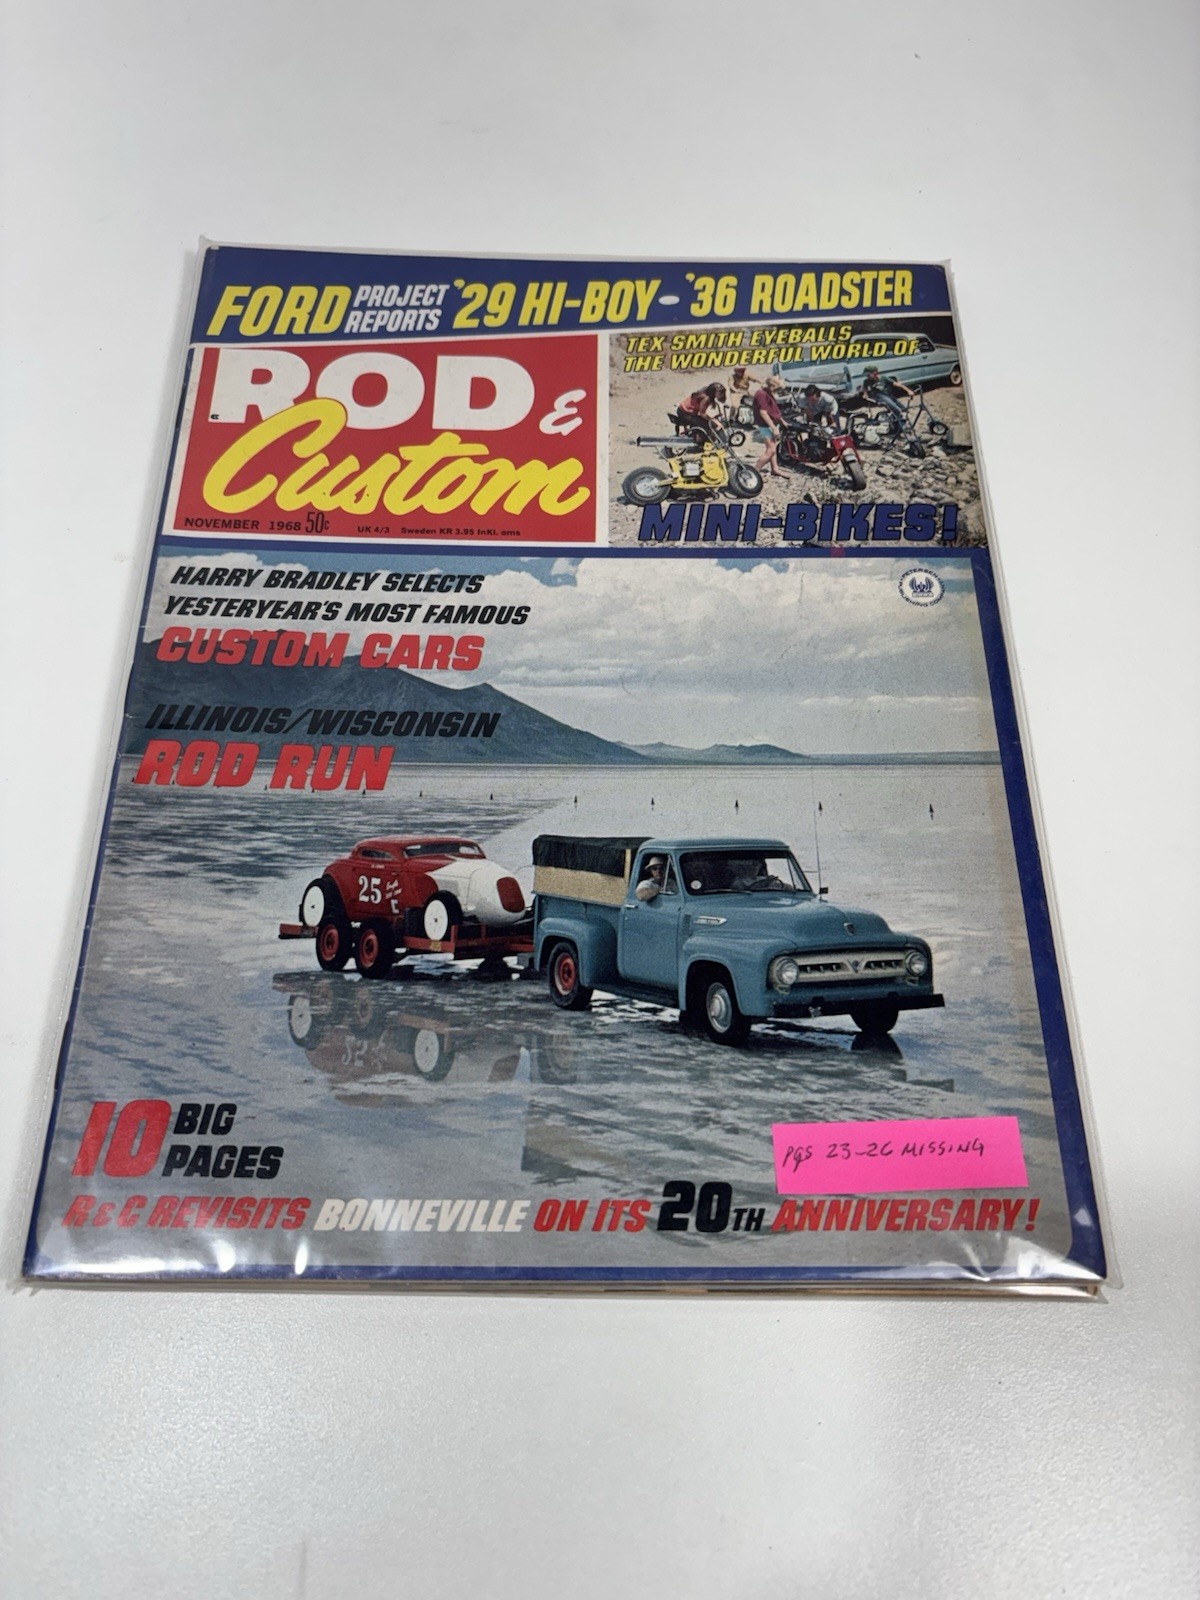 FORD PROJECT REPORTS '29 HI-BOY - '36 ROADSTER
ROD &
Custom
NOVEMBER 1968 50¢ UK 4/3 Sweden KR 3.95 Inkl. oms
TEX SMITH EYEBALLS
THE WONDERFUL WORLD OF
MINI-BIKES!
HARRY BRADLEY SELECTS
YESTERYEAR'S MOST FAMOUS
CUSTOM CARS
ILLINOIS/WISCONSIN
ROD RUN
25
10 BIG
PAGES
PGS 23-26 MISSING
R & C REVISITS BONNEVILLE ON ITS 20TH ANNIVERSARY!